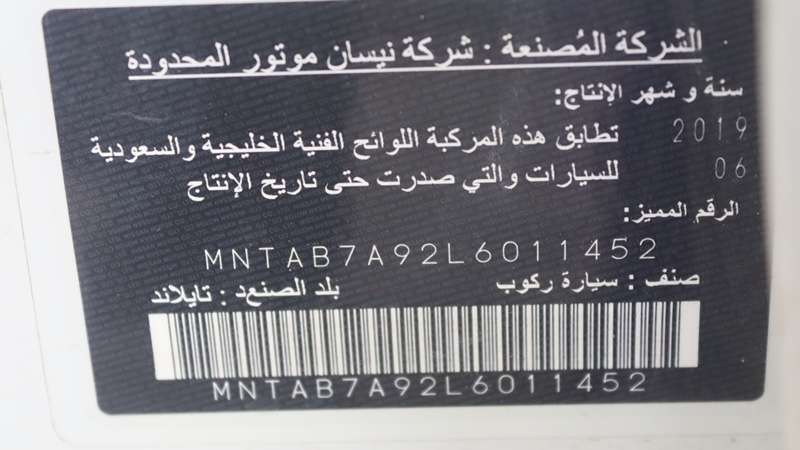 الشركة المُصنعة : شركة نيسان موتور المحدودة
سنة و شهر الإنتاج:
2019 تطابق هذه المركبة اللوائح الفنية الخليجية والسعودية
06 للسيارات والتي صدرت حتى تاريخ الإنتاج
الرقم المميز:
MNTAB7A92L6011452
صنف : سيارة ركوب بلد الصنعد : تايلاند
MNTAB7A92L6011452